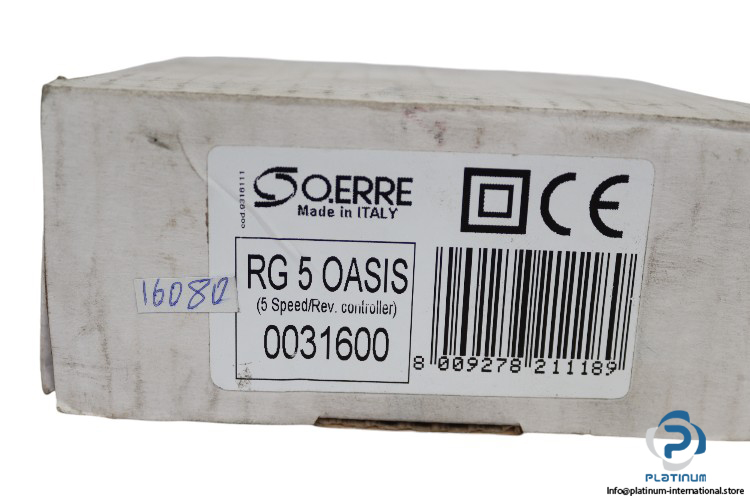 cod.9316111
O.ERRE
Made in ITALY
CE
RG 5 OASIS
(5 Speed/Rev. controller)
0031600
16080
8 009278 211189
PLATINUM
Info@platinum-international.store